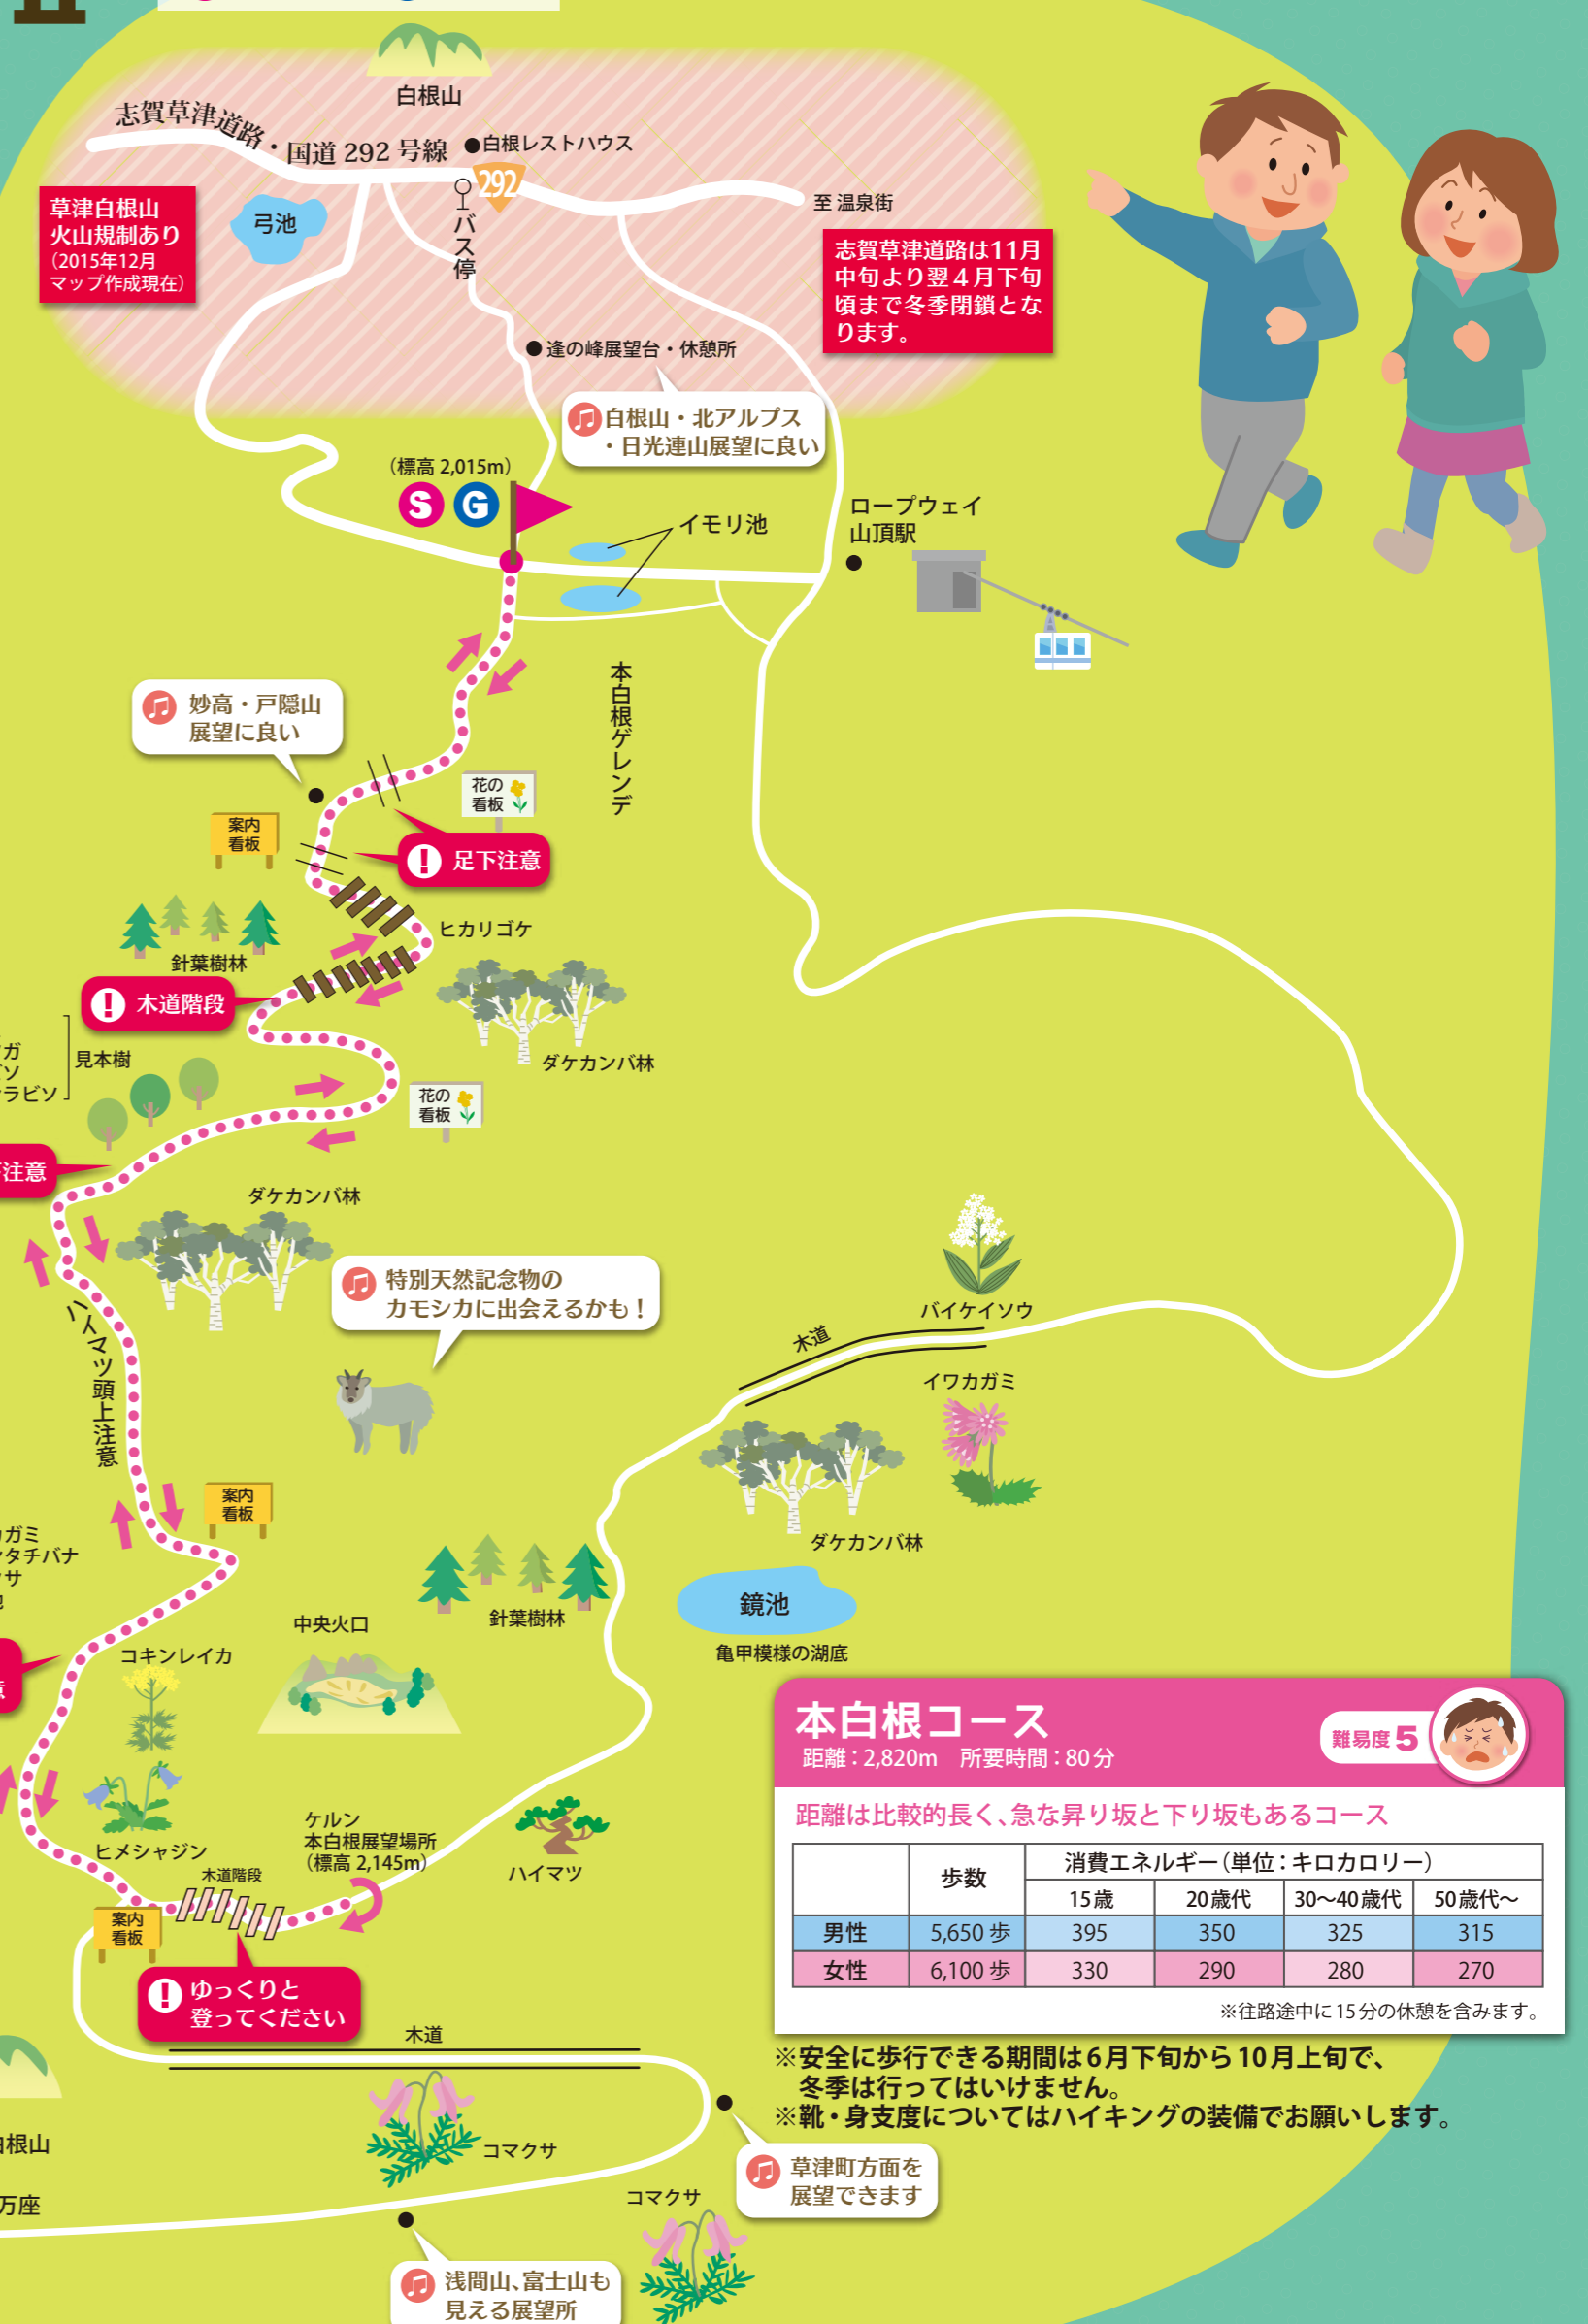 白根山
志賀草津道路・国道 292 号線
●白根レストハウス
292
バス停
至 温泉街
草津白根山
火山規制あり
（2015年12月
マップ作成現在）
弓池
志賀草津道路は11月
中旬より翌４月下旬
頃まで冬季閉鎖とな
ります。
●逢の峰展望台・休憩所
白根山・北アルプス
・日光連山展望に良い
（標高 2,015m）
S G
イモリ池
ロープウェイ
山頂駅
本白根ゲレンデ
妙高・戸隠山
展望に良い
花の
看板
案内
看板
! 足下注意
ヒカリゴケ
針葉樹林
! 木道階段
ダケカンバ林
ガ
ソ
ラビソ
見本樹
花の
看板
注意
ダケカンバ林
特別天然記念物の
カモシカに出会えるかも！
ハイマツ頭上注意
バイケイソウ
木道
イワカガミ
案内
看板
ダケカンバ林
ガミ
タチバナ
サ
針葉樹林
鏡池
亀甲模様の湖底
中央火口
コキンレイカ
ヒメシャジン
木道階段
ケルン
本白根展望場所
（標高 2,145m）
ハイマツ
案内
看板
! ゆっくりと
登ってください
木道
コマクサ
根山
万座
コマクサ
草津町方面を
展望できます
浅間山、富士山も
見える展望所
本白根コース
距離：2,820m　所要時間：80分
難易度 5
距離は比較的長く、急な昇り坂と下り坂もあるコース
歩数 消費エネルギー（単位：キロカロリー）
15歳 20歳代 30〜40歳代 50歳代〜
男性 5,650 歩 395 350 325 315
女性 6,100 歩 330 290 280 270
※往路途中に15分の休憩を含みます。
※安全に歩行できる期間は６月下旬から10月上旬で、
冬季は行ってはいけません。
※靴・身支度についてはハイキングの装備でお願いします。